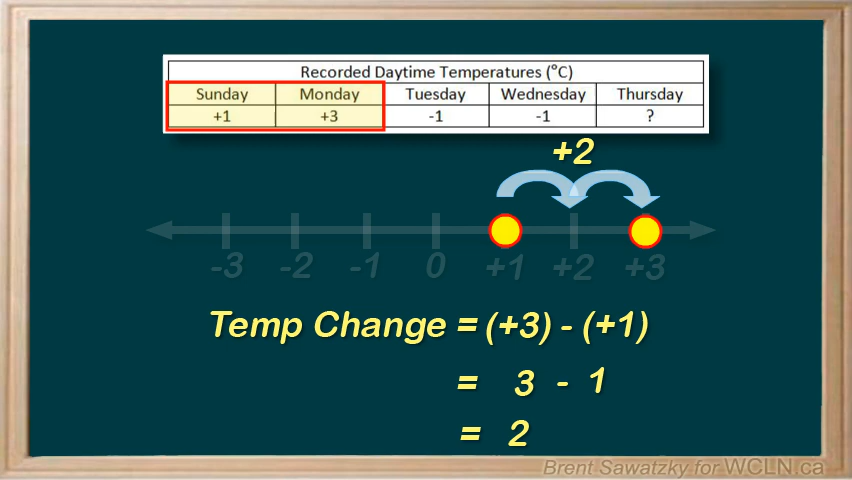 Recorded Daytime Temperatures (°C)
Sunday Monday Tuesday Wednesday Thursday
+1 +3 -1 -1 ?
+2
-3 -2 -1 0 +1 +2 +3
Temp Change = (+3) - (+1)
= 3 - 1
= 2
Brent Sawatzky for WCLN.ca